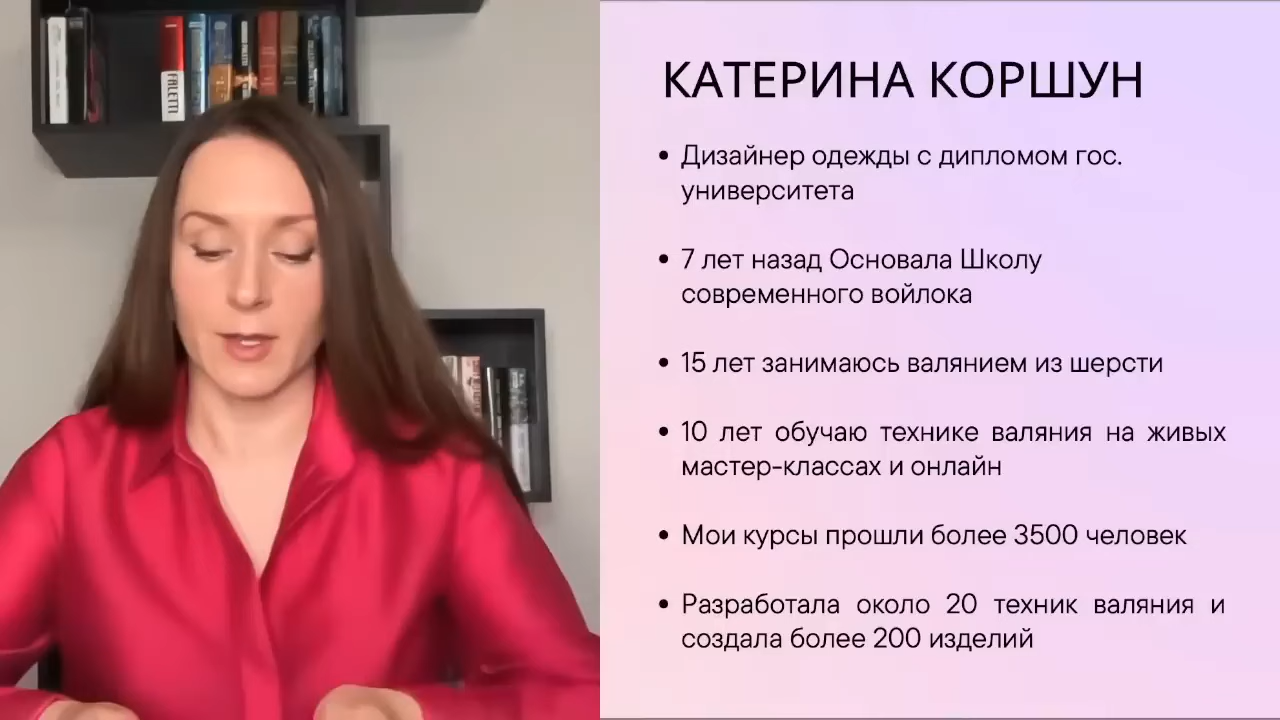 FALETTI
КАТЕРИНА КОРШУН
• Дизайнер одежды с дипломом гос.
университета
• 7 лет назад Основала Школу
современного войлока
• 15 лет занимаюсь валянием из шерсти
• 10 лет обучаю технике валяния на живых
мастер-классах и онлайн
• Мои курсы прошли более 3500 человек
• Разработала около 20 техник валяния и
создала более 200 изделий